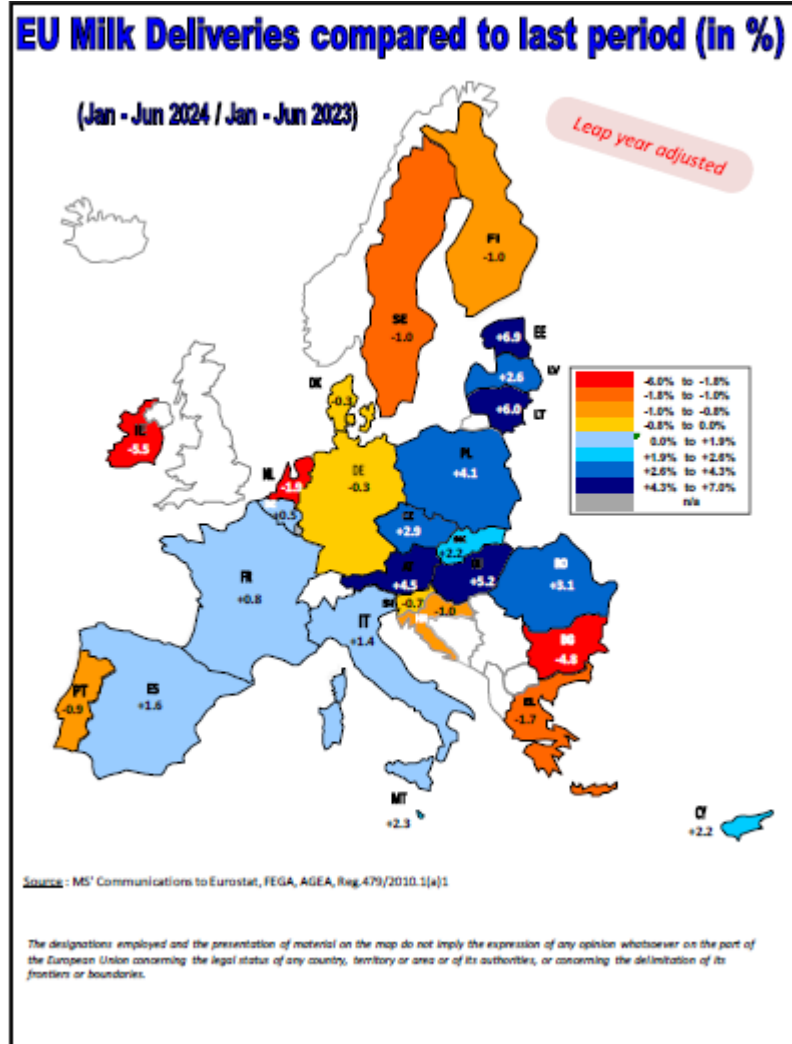 EU Milk Deliveries compared to last period (in %)
(Jan - Jun 2024 / Jan - Jun 2023)
Leap year adjusted
FI
-1.0
SE
-1.0
+6.9
EE
LV
+2.6
+6.0
LT
DK
-0.3
IE
-5.5
NL
-1.9
+0.5
DE
-0.3
PL
+4.1
CZ
+2.9
SK
+2.2
AT
+4.5
+5.2
RO
+3.1
FR
+0.8
-0.7
-1.0
IT
+1.4
BG
-4.8
PT
-0.9
ES
+1.6
EL
-1.7
MT
+2.3
CY
+2.2
-6.0% to -1.8%
-1.8% to -1.0%
-1.0% to -0.8%
-0.8% to 0.0%
0.0% to +1.9%
+1.9% to +2.6%
+2.6% to +4.3%
+4.3% to +7.0%
n/a
Source : MS' Communications to Eurostat, FEGA, AGEA, Reg.479/2010.1(a)1
The designations employed and the presentation of material on the map do not imply the expression of any opinion whatsoever on the part of
the European Union concerning the legal status of any country, territory or area or of its authorities, or concerning the delimitation of its
frontiers or boundaries.